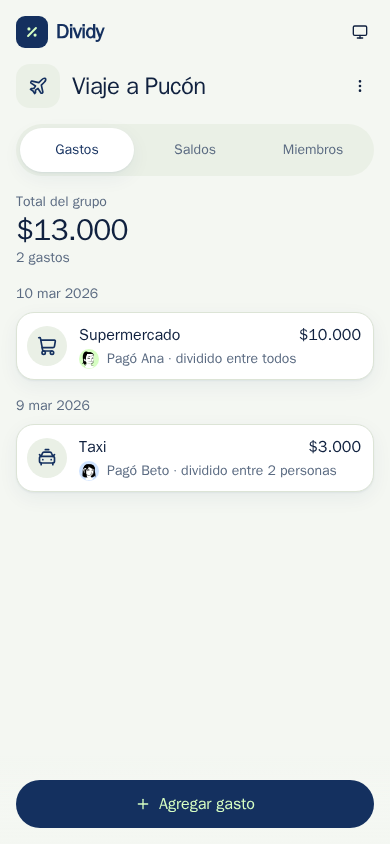 Dividy
Viaje a Pucón
Gastos
Saldos
Miembros
Total del grupo
$13.000
2 gastos
10 mar 2026
Supermercado
$10.000
Pagó Ana · dividido entre todos
9 mar 2026
Taxi
$3.000
Pagó Beto · dividido entre 2 personas
Agregar gasto